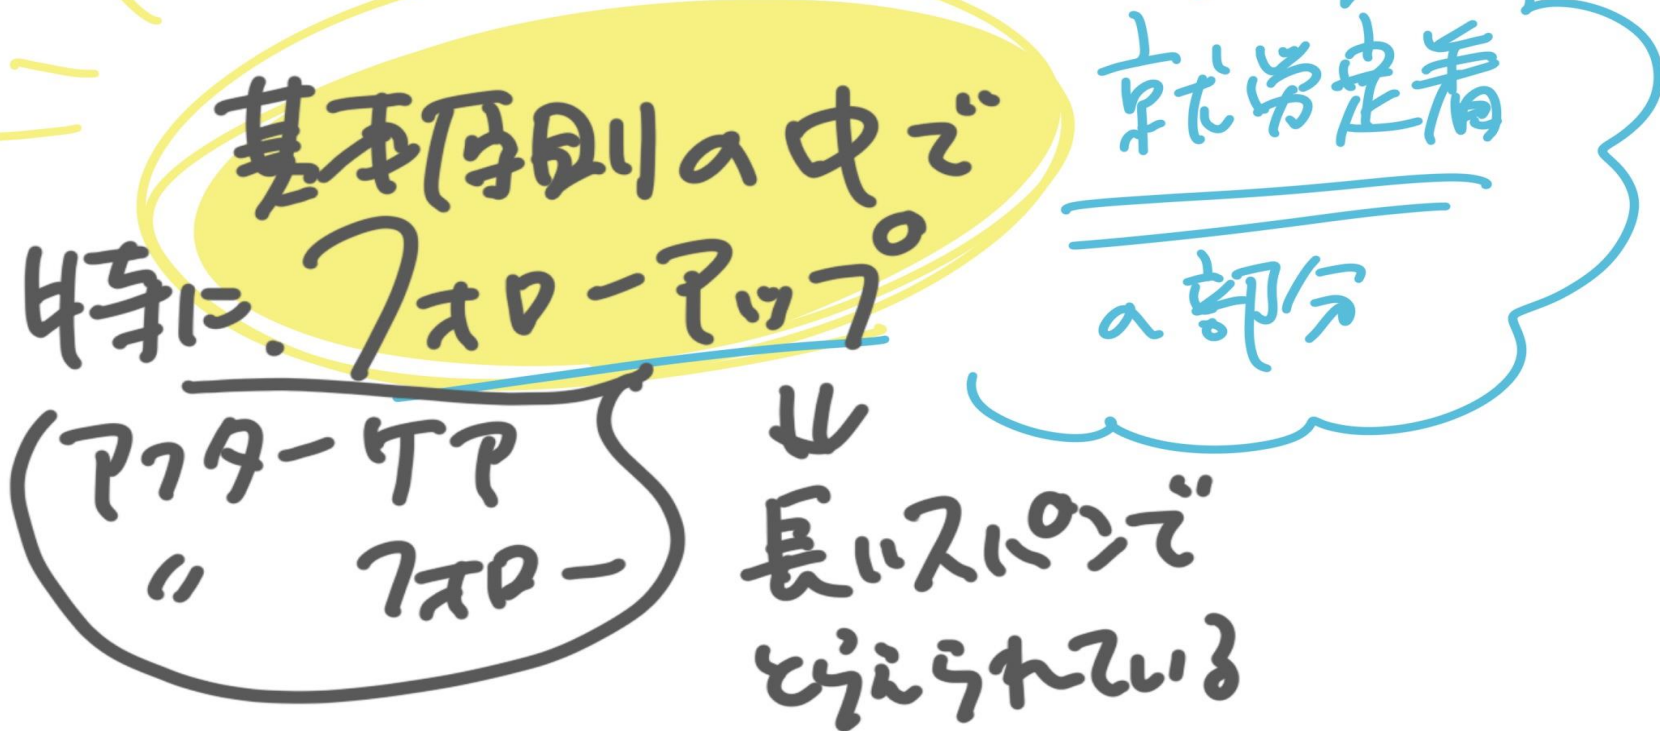 基本原則の中で
特に.フォローアップ
(アフターケア
〃 フォロー
⇓
長いスパンで
とらえられている
就労定着
の部分